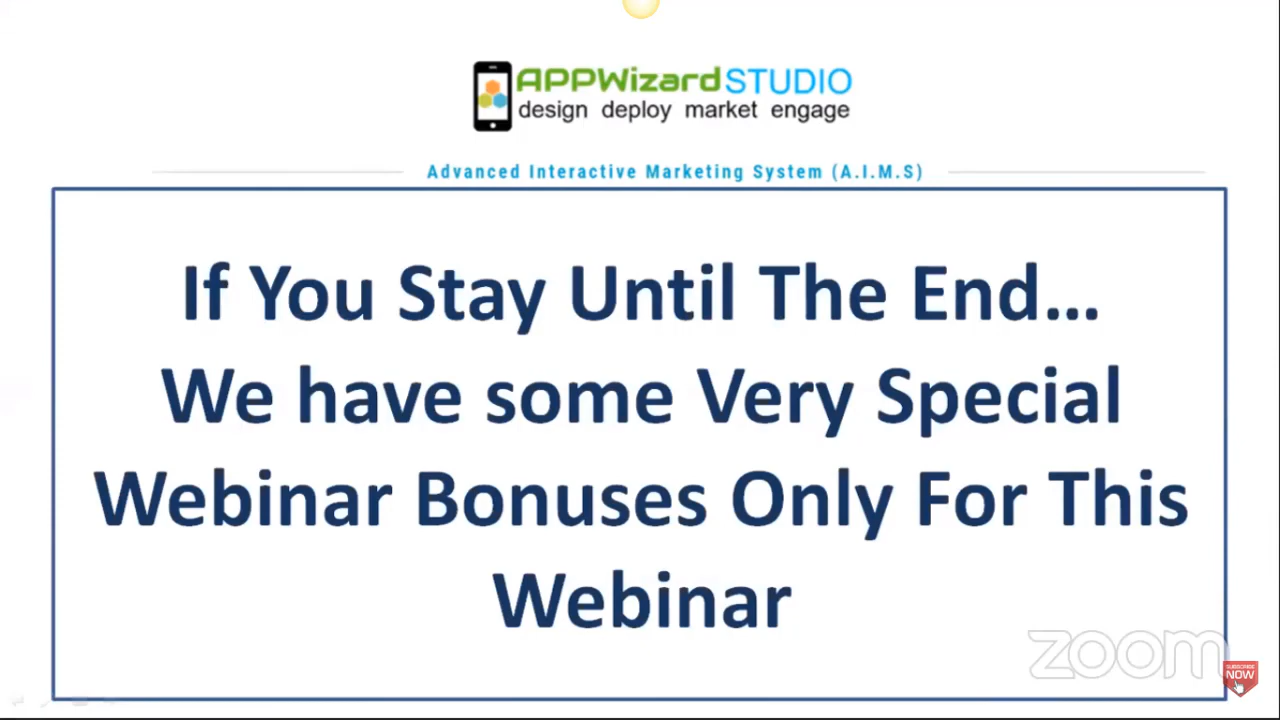 APPWizardSTUDIO
design deploy market engage
Advanced Interactive Marketing System (A.I.M.S)
If You Stay Until The End...
We have some Very Special
Webinar Bonuses Only For This
Webinar
zoom
SUBSCRIBE
NOW